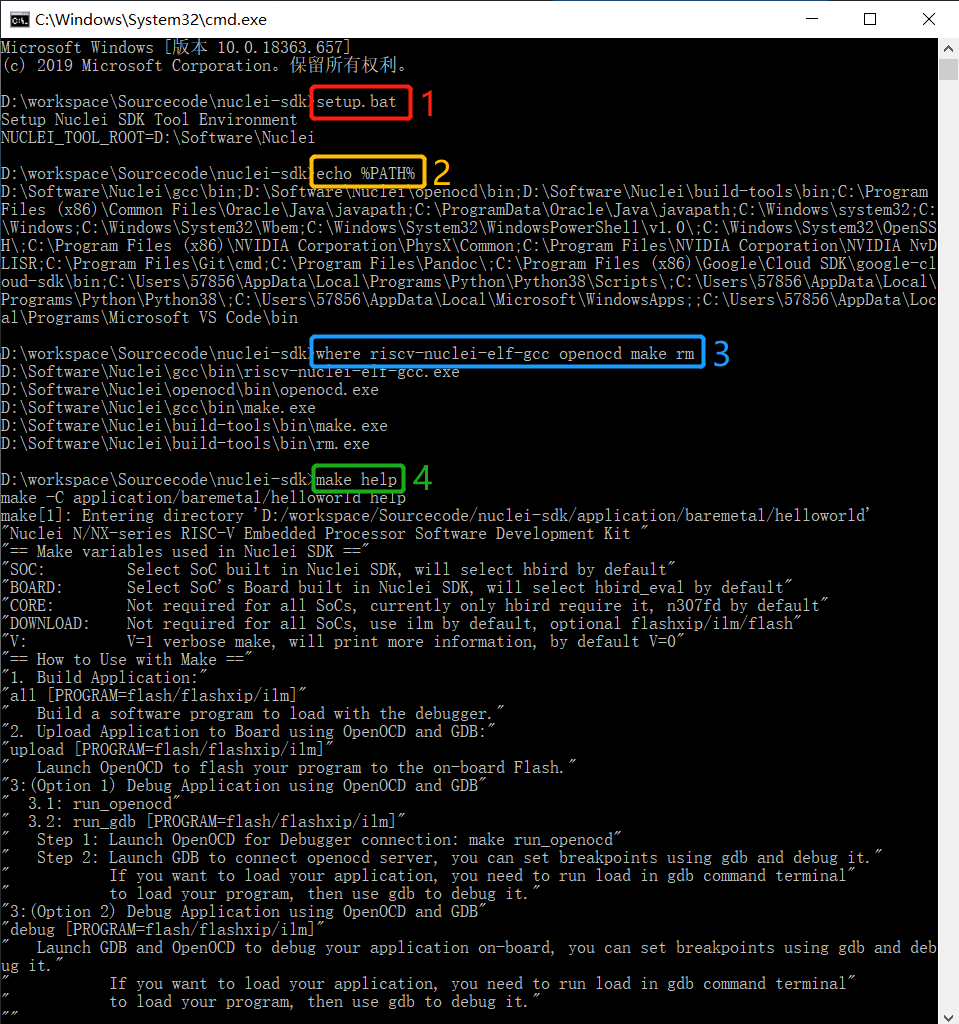 C:\Windows\System32\cmd.exe
Microsoft Windows [版本 10.0.18363.657]
(c) 2019 Microsoft Corporation。保留所有权利。
D:\workspace\Sourcecode\nuclei-sdk>setup.bat 1
Setup Nuclei SDK Tool Environment
NUCLEI_TOOL_ROOT=D:\Software\Nuclei
D:\workspace\Sourcecode\nuclei-sdk>echo %PATH% 2
D:\Software\Nuclei\gcc\bin;D:\Software\Nuclei\openocd\bin;D:\Software\Nuclei\build-tools\bin;C:\Program
Files (x86)\Common Files\Oracle\Java\javapath;C:\ProgramData\Oracle\Java\javapath;C:\Windows\system32;C:
\Windows;C:\Windows\System32\Wbem;C:\Windows\System32\WindowsPowerShell\v1.0\;C:\Windows\System32\OpenSS
H\;C:\Program Files (x86)\NVIDIA Corporation\PhysX\Common;C:\Program Files\NVIDIA Corporation\NVIDIA NvD
LISR;C:\Program Files\Git\cmd;C:\Program Files\Pandoc\;C:\Program Files (x86)\Google\Cloud SDK\google-cl
oud-sdk\bin;C:\Users\57856\AppData\Local\Programs\Python\Python38\Scripts\;C:\Users\57856\AppData\Local\
Programs\Python\Python38\;C:\Users\57856\AppData\Local\Microsoft\WindowsApps;;C:\Users\57856\AppData\Loc
al\Programs\Microsoft VS Code\bin
D:\workspace\Sourcecode\nuclei-sdk>where riscv-nuclei-elf-gcc openocd make rm 3
D:\Software\Nuclei\gcc\bin\riscv-nuclei-elf-gcc.exe
D:\Software\Nuclei\openocd\bin\openocd.exe
D:\Software\Nuclei\gcc\bin\make.exe
D:\Software\Nuclei\build-tools\bin\make.exe
D:\Software\Nuclei\build-tools\bin\rm.exe
D:\workspace\Sourcecode\nuclei-sdk>make help 4
make -C application/baremetal/helloworld help
make[1]: Entering directory 'D:/workspace/Sourcecode/nuclei-sdk/application/baremetal/helloworld'
"Nuclei N/NX-series RISC-V Embedded Processor Software Development Kit "
"== Make variables used in Nuclei SDK =="
"SOC:         Select SoC built in Nuclei SDK, will select hbird by default"
"BOARD:       Select SoC's Board built in Nuclei SDK, will select hbird_eval by default"
"CORE:        Not required for all SoCs, currently only hbird require it, n307fd by default"
"DOWNLOAD:    Not required for all SoCs, use ilm by default, optional flashxip/ilm/flash"
"V:           V=1 verbose make, will print more information, by default V=0"
"== How to Use with Make =="
"1. Build Application:"
"all [PROGRAM=flash/flashxip/ilm]"
"   Build a software program to load with the debugger."
"2. Upload Application to Board using OpenOCD and GDB:"
"upload [PROGRAM=flash/flashxip/ilm]"
"   Launch OpenOCD to flash your program to the on-board Flash."
"3:(Option 1) Debug Application using OpenOCD and GDB"
"  3.1: run_openocd"
"  3.2: run_gdb [PROGRAM=flash/flashxip/ilm]"
"   Step 1: Launch OpenOCD for Debugger connection: make run_openocd"
"   Step 2: Launch GDB to connect openocd server, you can set breakpoints using gdb and debug it."
"           If you want to load your application, you need to run load in gdb command terminal"
"           to load your program, then use gdb to debug it."
"3:(Option 2) Debug Application using OpenOCD and GDB"
"debug [PROGRAM=flash/flashxip/ilm]"
"   Launch GDB and OpenOCD to debug your application on-board, you can set breakpoints using gdb and deb
ug it."
"           If you want to load your application, you need to run load in gdb command terminal"
"           to load your program, then use gdb to debug it."
""